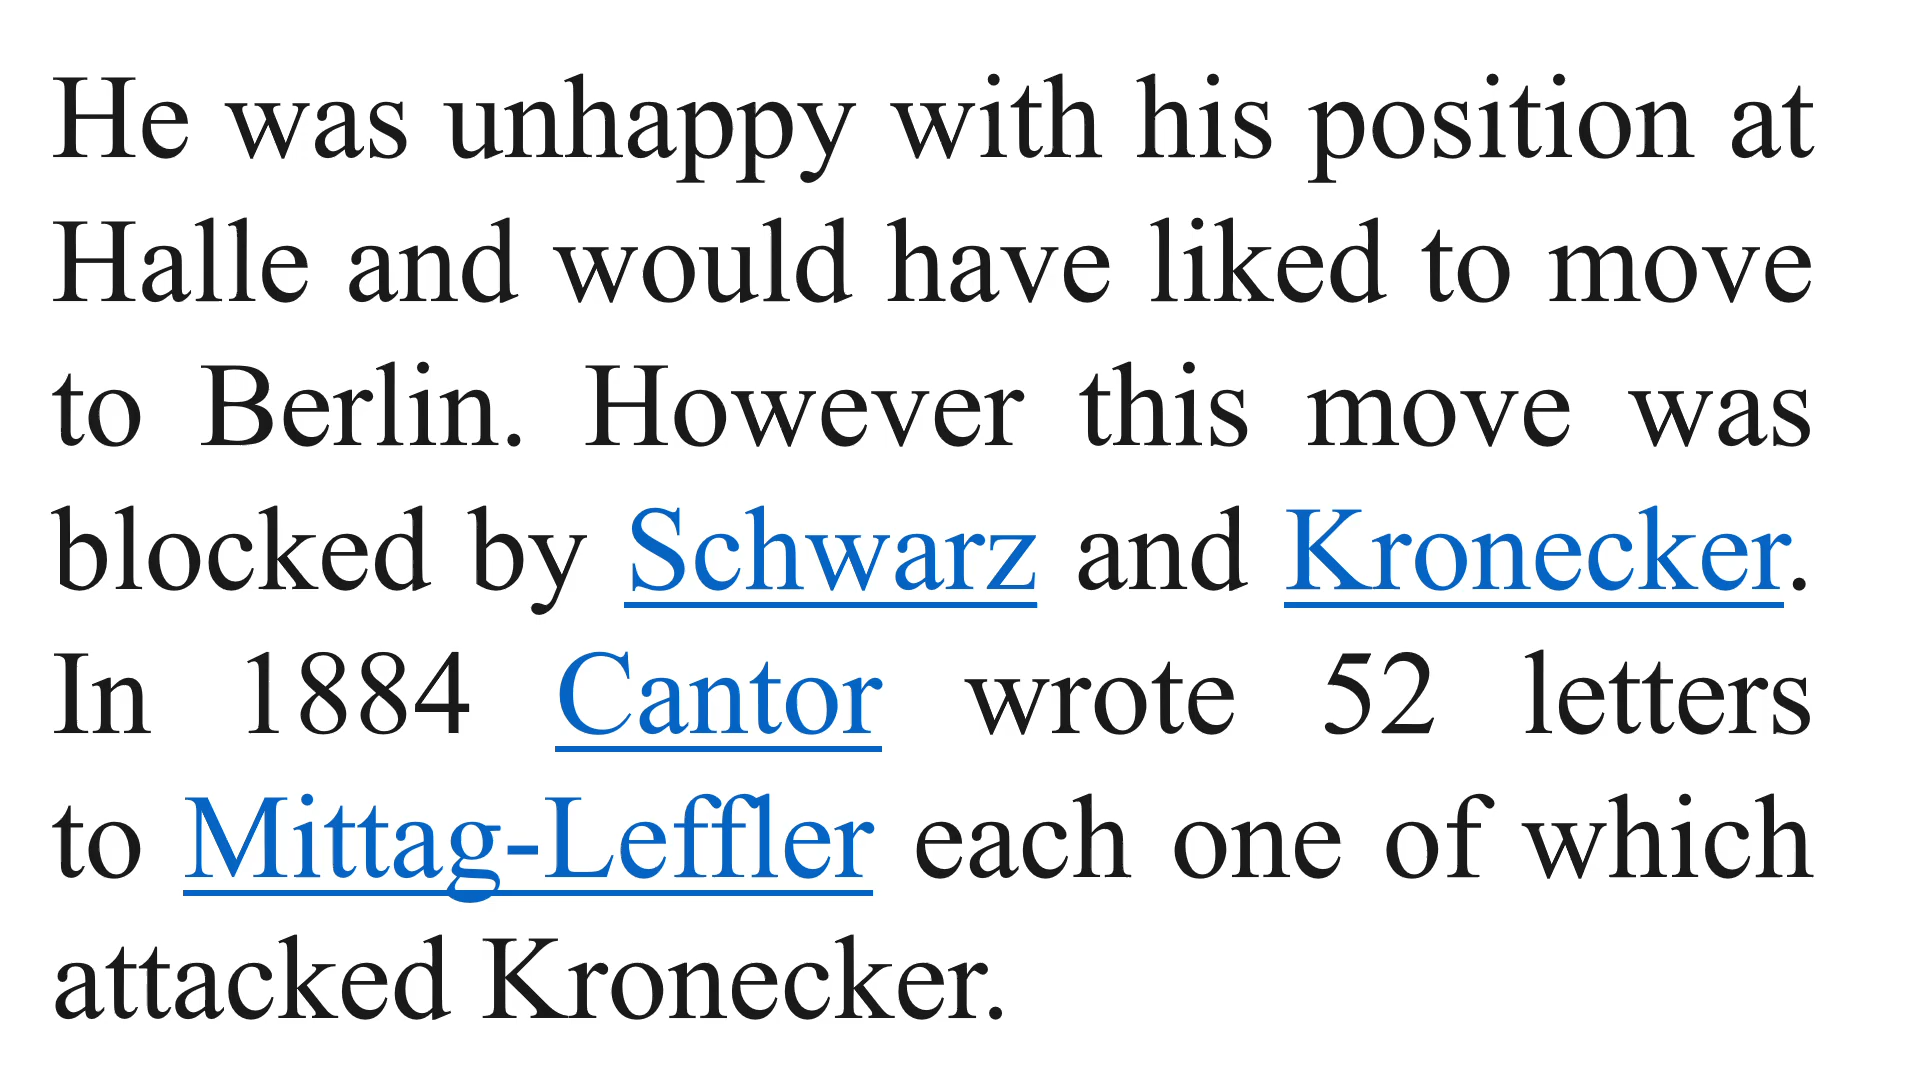 He was unhappy with his position at
Halle and would have liked to move
to Berlin. However this move was
blocked by Schwarz and Kronecker.
In 1884 Cantor wrote 52 letters
to Mittag-Leffler each one of which
attacked Kronecker.